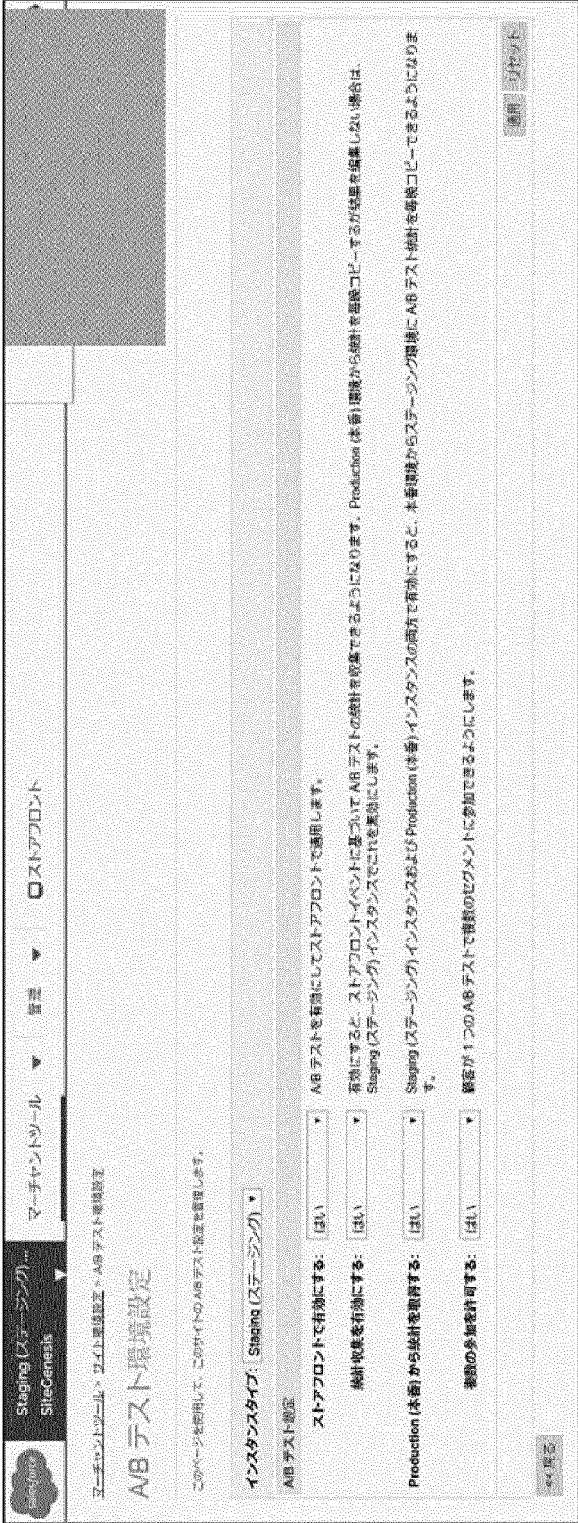 salesforce
Staging (ステージング)...
SiteGenesis
マーチャントツール
管理
ストアフロント
マーチャントツール > サイト環境設定 > A/B テスト環境設定
A/B テスト環境設定
このページを使用して、このサイトの A/B テスト設定を管理します。
インスタンスタイプ: Staging (ステージング)
A/B テスト設定
ストアフロントで有効にする: はい A/B テストを有効にしてストアフロントで適用します。
統計収集を有効にする: はい 有効にすると、ストアフロントイベントに基づいて A/B テストの統計を収集できるようになります。Production (本番) 環境から統計を毎晩コピーするが結果を編集しない場合は、
Staging (ステージング) インスタンスでこれを無効にします。
Production (本番) から統計を取得する: はい Staging (ステージング) インスタンスおよび Production (本番) インスタンスの両方で有効にすると、本番環境からステージング環境に A/B テスト統計を毎晩コピーできるようになりま
す。
複数の参加を許可する: はい 顧客が 1 つの A/B テストで複数のセグメントに参加できるようにします。
適用 リセット
<< 戻る